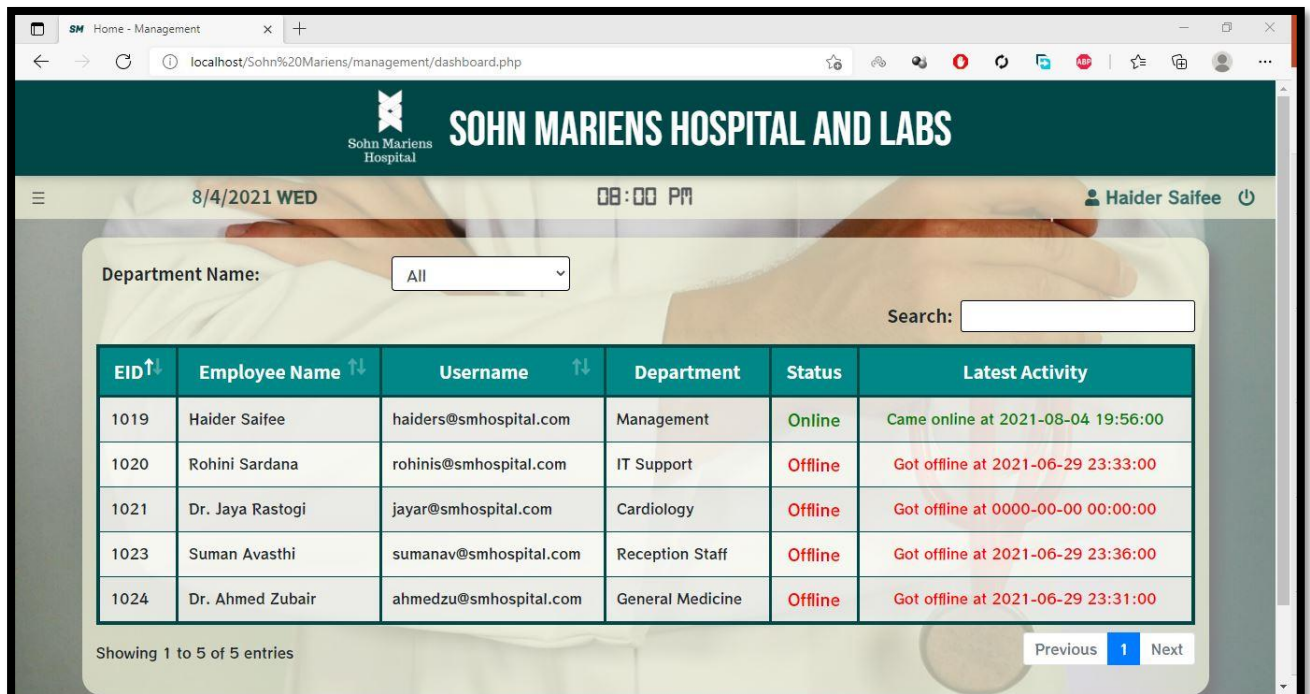 SM Home - Management
localhost/Sohn%20Mariens/management/dashboard.php
ABP
Sohn Mariens
Hospital
SOHN MARIENS HOSPITAL AND LABS
8/4/2021 WED 08:00 PM Haider Saifee
Department Name: All
Search:
EID Employee Name Username Department Status Latest Activity
1019 Haider Saifee haiders@smhospital.com Management Online Came online at 2021-08-04 19:56:00
1020 Rohini Sardana rohinis@smhospital.com IT Support Offline Got offline at 2021-06-29 23:33:00
1021 Dr. Jaya Rastogi jayar@smhospital.com Cardiology Offline Got offline at 0000-00-00 00:00:00
1023 Suman Avasthi sumanav@smhospital.com Reception Staff Offline Got offline at 2021-06-29 23:36:00
1024 Dr. Ahmed Zubair ahmedzu@smhospital.com General Medicine Offline Got offline at 2021-06-29 23:31:00
Showing 1 to 5 of 5 entries Previous 1 Next